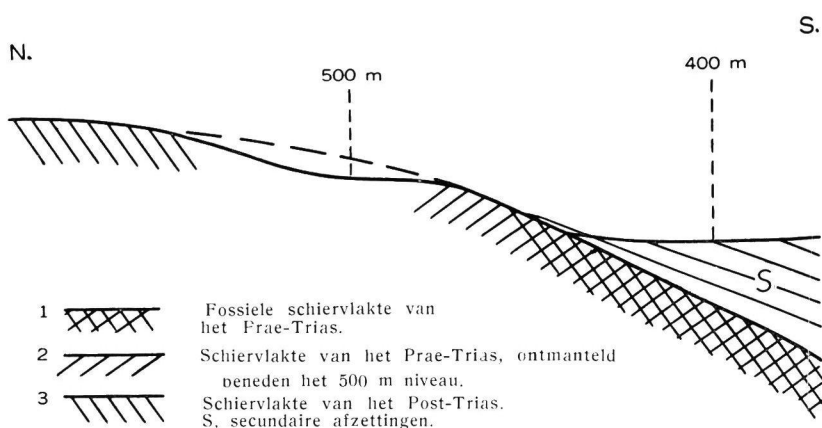 N.
S.
500 m
400 m
S
1 Fossiele schiervlakte van
het Prae-Trias.
2 Schiervlakte van het Prae-Trias, ontmanteld
beneden het 500 m niveau.
3 Schiervlakte van het Post-Trias.
S, secundaire afzettingen.